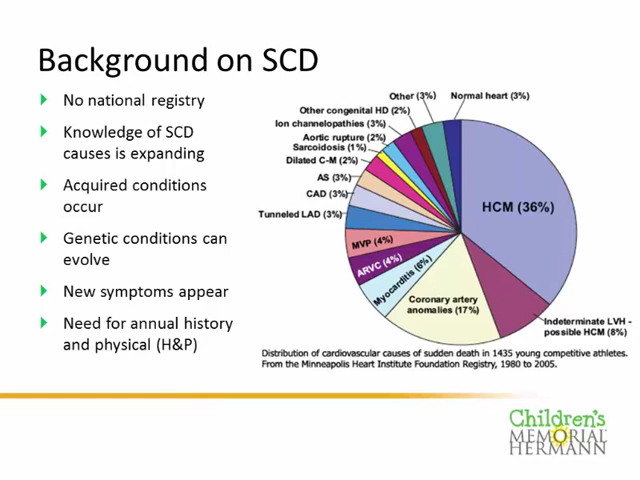 Background on SCD
No national registry
Knowledge of SCD
causes is expanding
Acquired conditions
occur
Genetic conditions can
evolve
New symptoms appear
Need for annual history
and physical (H&P)
Other (3%)
Normal heart (3%)
Other congenital HD (2%)
Ion channelopathies (3%)
Aortic rupture (2%)
Sarcoidosis (1%)
Dilated C-M (2%)
AS (3%)
CAD (3%)
Tunneled LAD (3%)
MVP (4%)
ARVC (4%)
Myocarditis (6%)
Coronary artery
anomalies (17%)
HCM (36%)
Indeterminate LVH -
possible HCM (8%)
Distribution of cardiovascular causes of sudden death in 1435 young competitive athletes.
From the Minneapolis Heart Institute Foundation Registry, 1980 to 2005.
Children's
MEMORIAL
HERMANN